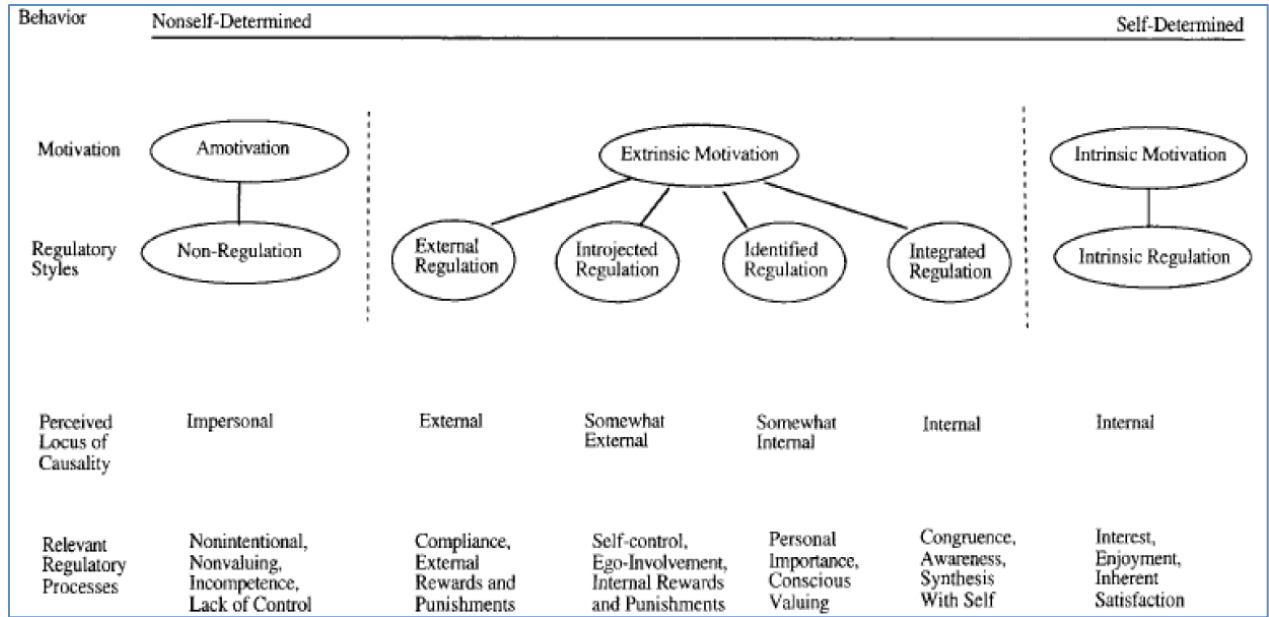 Behavior
Nonself-Determined
Self-Determined
Motivation
Amotivation
Extrinsic Motivation
Intrinsic Motivation
Regulatory
Styles
Non-Regulation
External
Regulation
Introjected
Regulation
Identified
Regulation
Integrated
Regulation
Intrinsic Regulation
Perceived
Locus of
Causality
Impersonal
External
Somewhat
External
Somewhat
Internal
Internal
Internal
Relevant
Regulatory
Processes
Nonintentional,
Nonvaluing,
Incompetence,
Lack of Control
Compliance,
External
Rewards and
Punishments
Self-control,
Ego-Involvement,
Internal Rewards
and Punishments
Personal
Importance,
Conscious
Valuing
Congruence,
Awareness,
Synthesis
With Self
Interest,
Enjoyment,
Inherent
Satisfaction